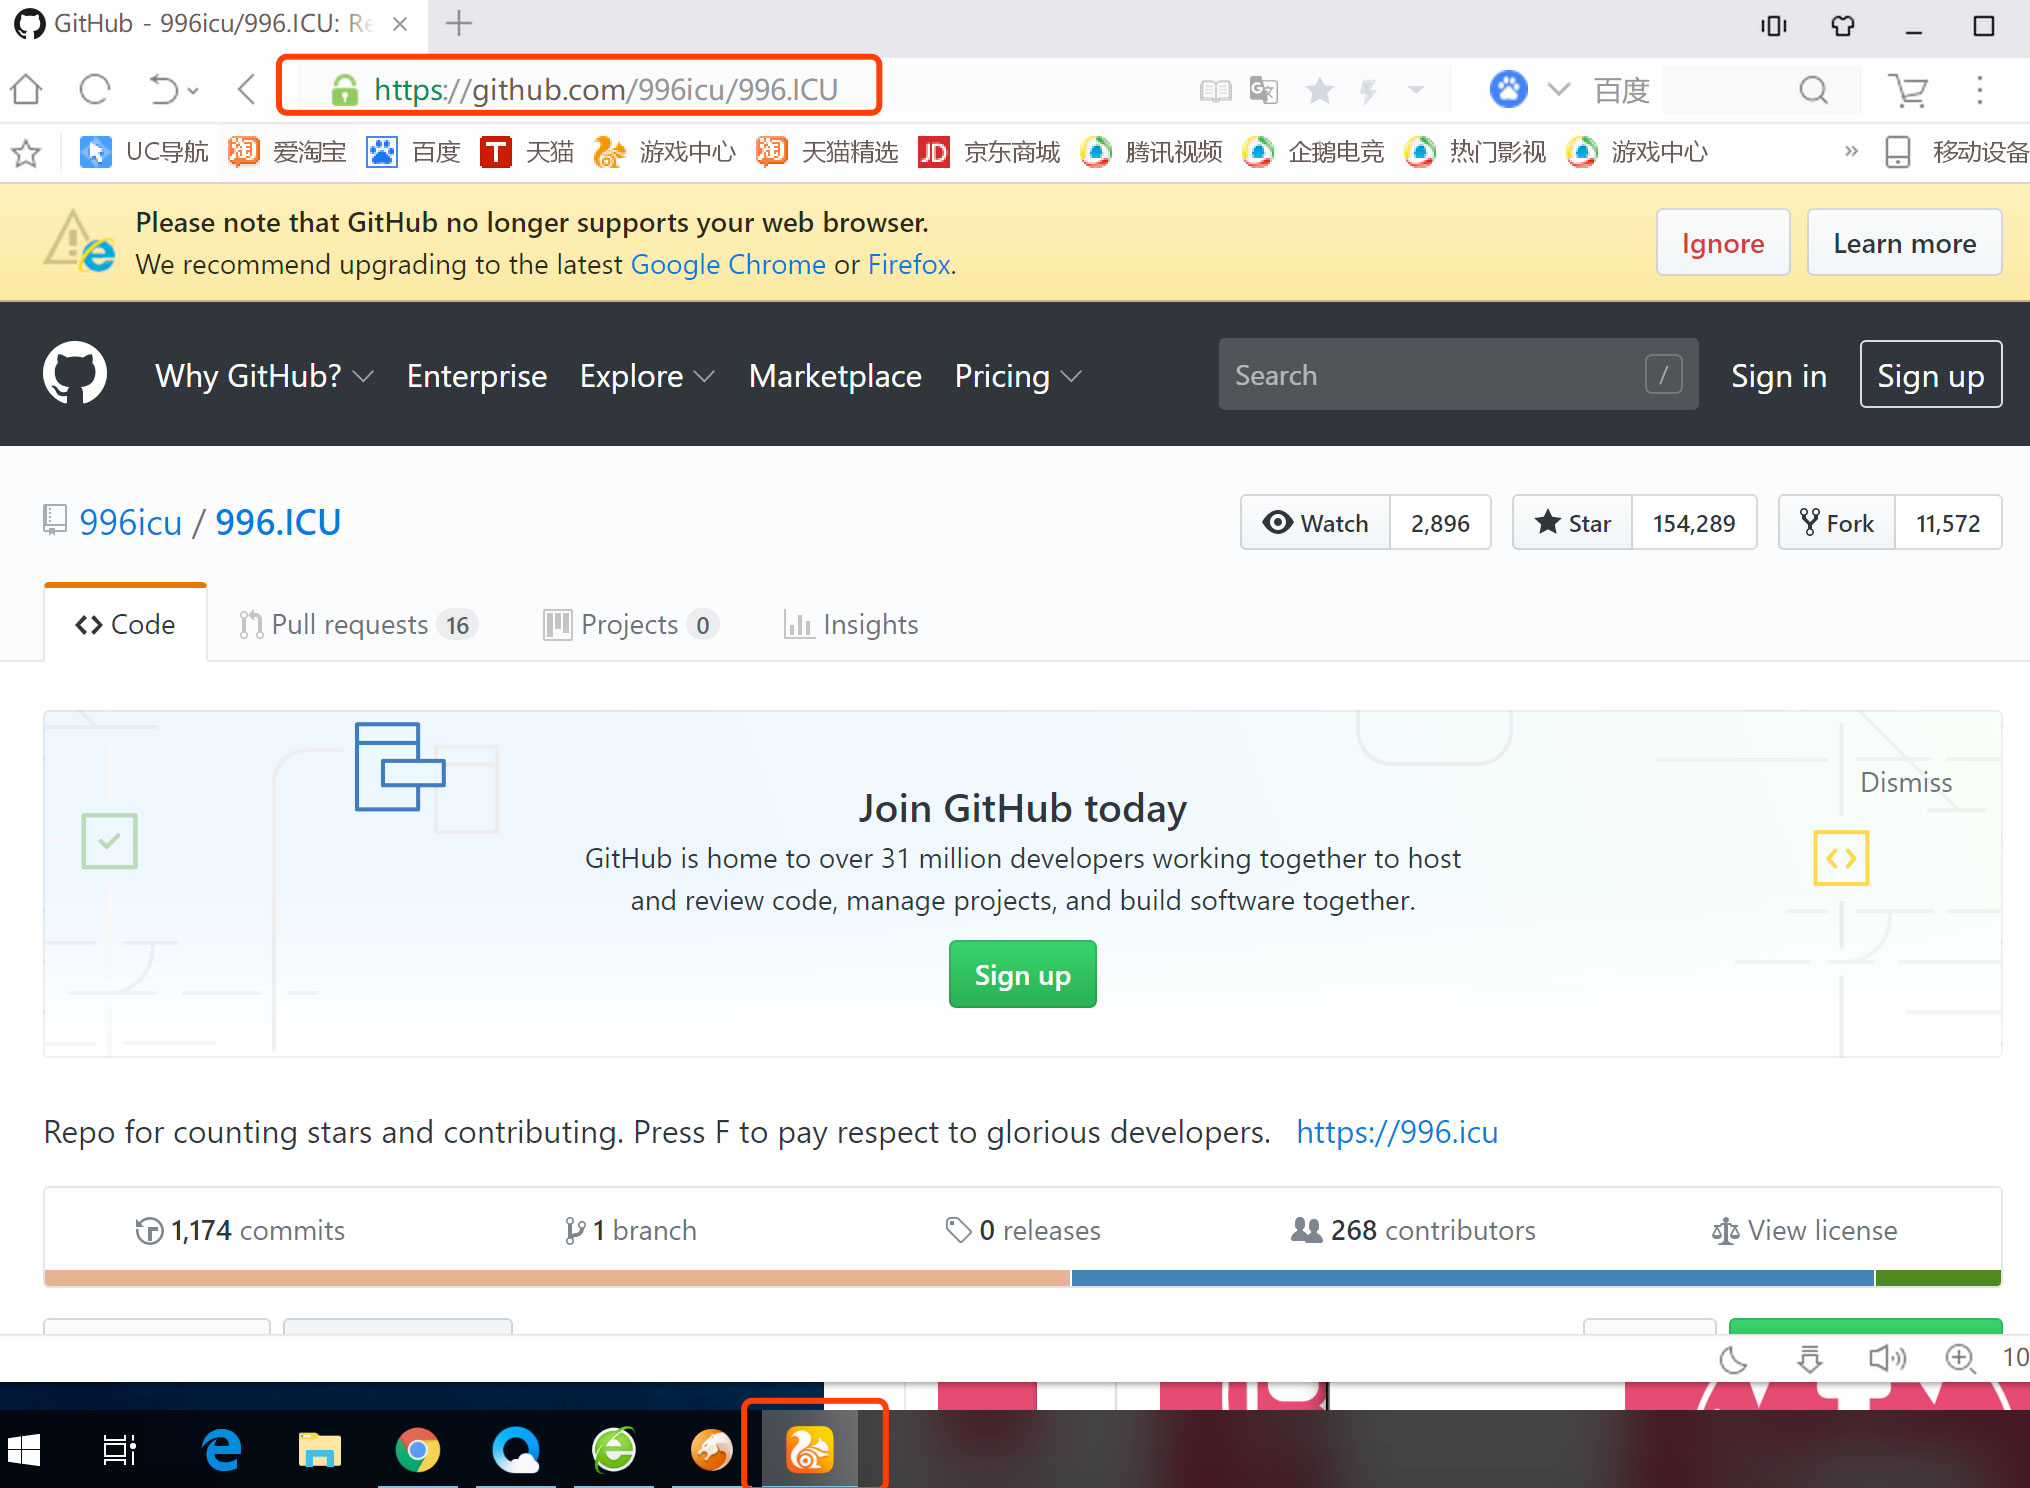 GitHub - 996icu/996.ICU: Re
https://github.com/996icu/996.ICU
百度
UC导航 爱淘宝 百度 T 天猫 游戏中心 天猫精选 JD 京东商城 腾讯视频 企鹅电竞 热门影视 游戏中心 » 移动设备
Please note that GitHub no longer supports your web browser.
We recommend upgrading to the latest Google Chrome or Firefox.
Ignore Learn more
Why GitHub? Enterprise Explore Marketplace Pricing Search / Sign in Sign up
996icu / 996.ICU Watch 2,896 Star 154,289 Fork 11,572
Code Pull requests 16 Projects 0 Insights
Dismiss
Join GitHub today
GitHub is home to over 31 million developers working together to host
and review code, manage projects, and build software together.
Sign up
Repo for counting stars and contributing. Press F to pay respect to glorious developers. https://996.icu
1,174 commits 1 branch 0 releases 268 contributors View license
10